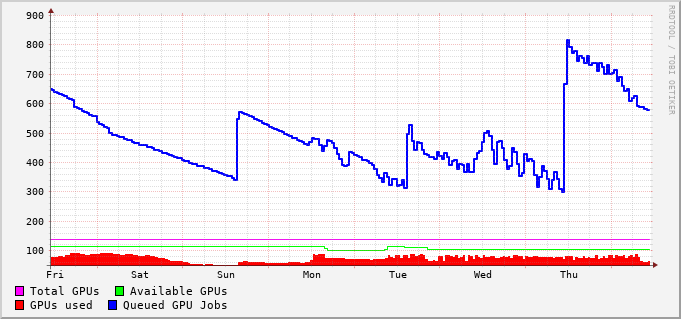 900
800
700
600
500
400
300
200
100
Fri Sat Sun Mon Tue Wed Thu
Total GPUs Available GPUs
GPUs used Queued GPU Jobs
RRDTOOL / TOBI OETIKER